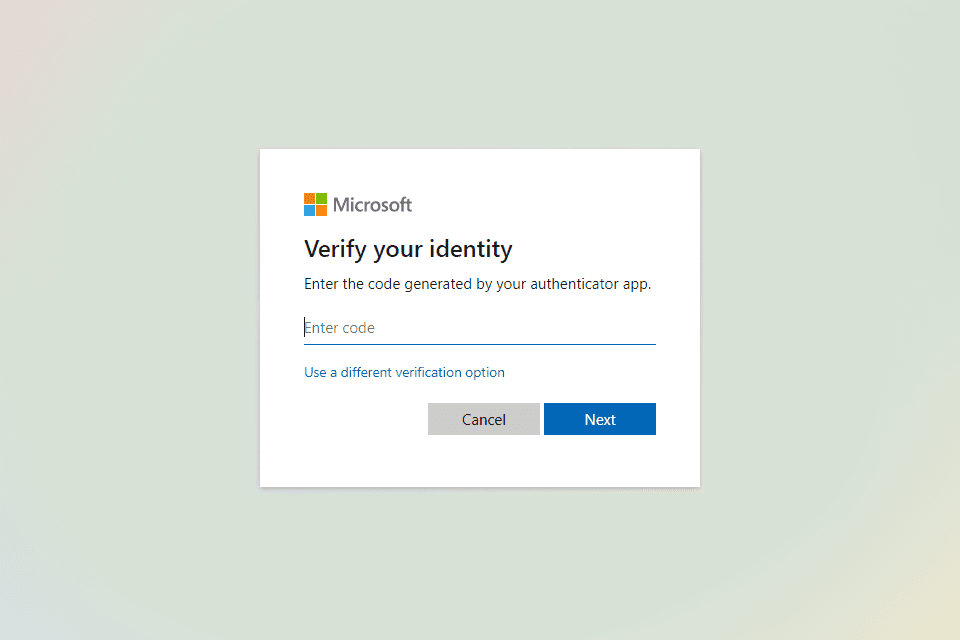 Microsoft
Verify your identity
Enter the code generated by your authenticator app.
Enter code
Use a different verification option
Cancel Next